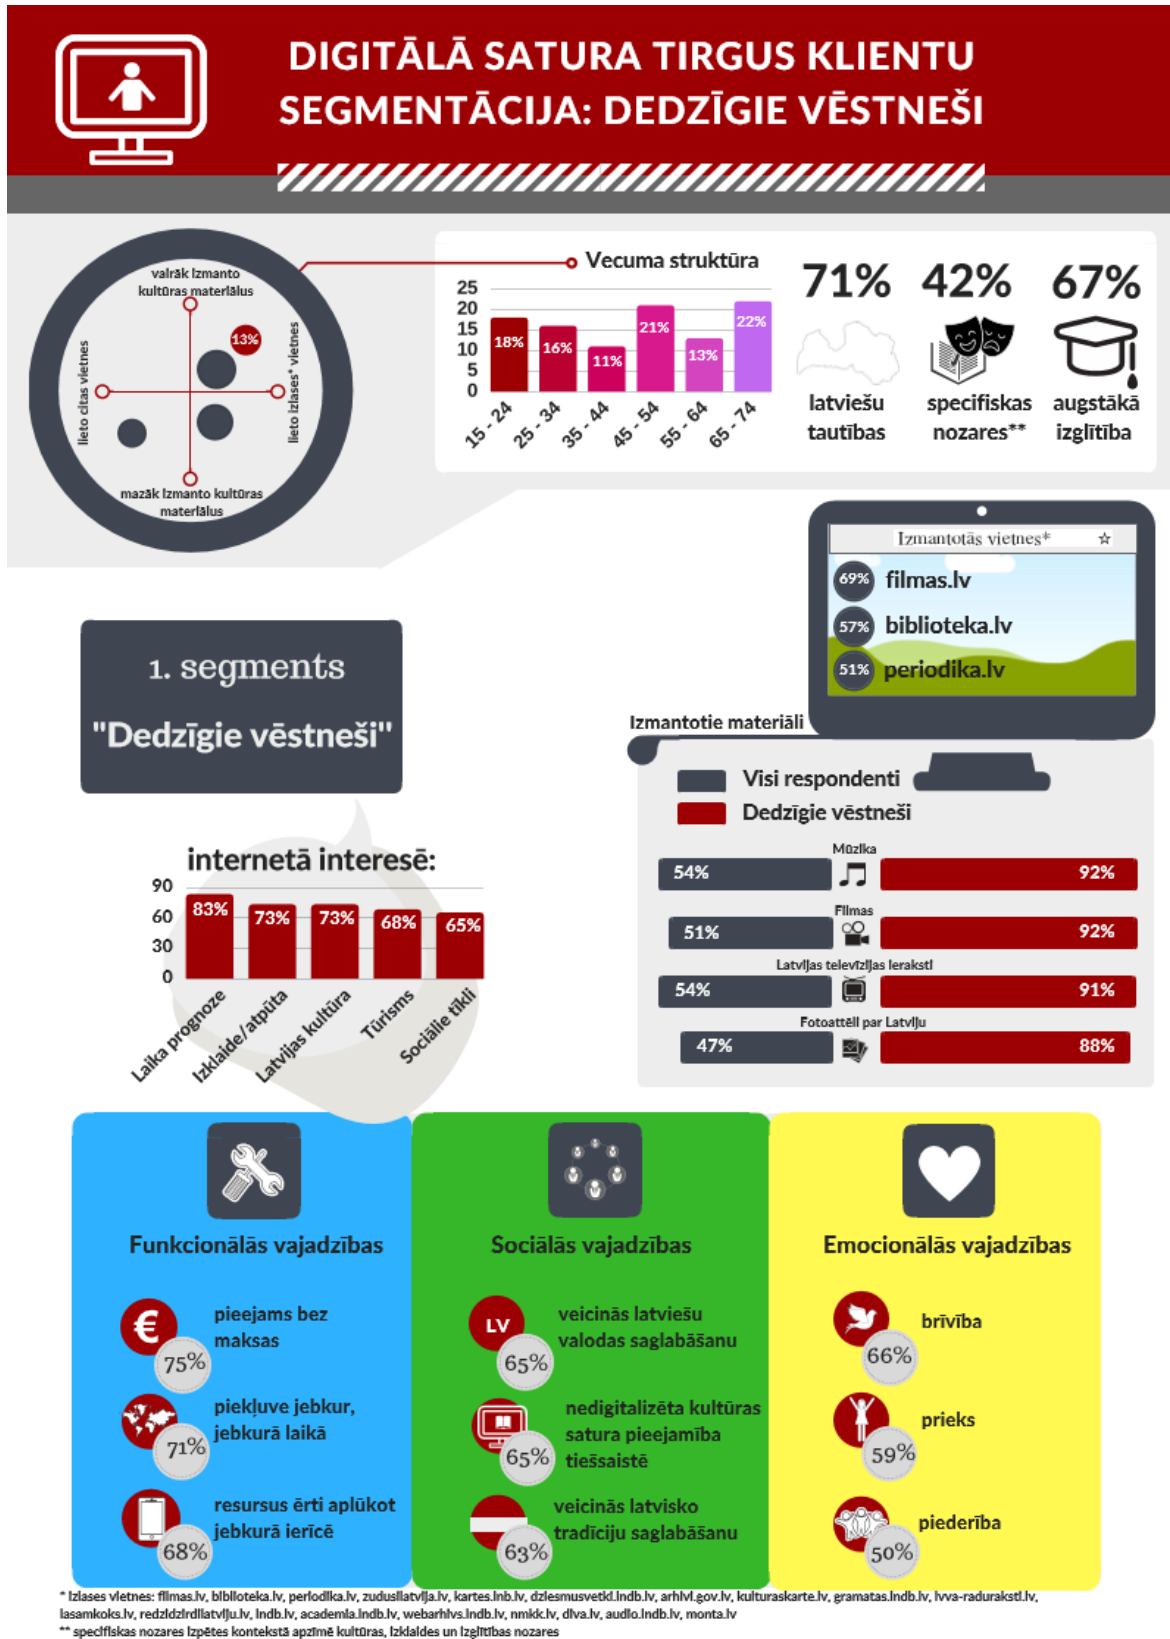 DIGITĀLĀ SATURA TIRGUS KLIENTU
SEGMENTĀCIJA: DEDZĪGIE VĒSTNEŠI
vairāk izmanto
kultūras materiālus
13%
lieto citas vietnes
lieto izlases* vietnes
mazāk izmanto kultūras
materiālus
Vecuma struktūra
25
20
15
10
5
0
18%
16%
11%
21%
13%
22%
15 - 24
25 - 34
35 - 44
45 - 54
55 - 64
65 - 74
71%
latviešu
tautības
42%
specifiskas
nozares**
67%
augstākā
izglītība
Izmantotās vietnes*
69% filmas.lv
57% biblioteka.lv
51% periodika.lv
1. segments
"Dedzīgie vēstneši"
Izmantotie materiāli
Visi respondenti
Dedzīgie vēstneši
Mūzika
54% 92%
Filmas
51% 92%
Latvijas televīzijas ieraksti
54% 91%
Fotoattēli par Latviju
47% 88%
internetā interesē:
90
60
30
0
83%
73%
73%
68%
65%
Laika prognoze
Izklaide/atpūta
Latvijas kultūra
Tūrisms
Sociālie tīkli
Funkcionālās vajadzības
€
pieejams bez
maksas
75%
piekļuve jebkur,
jebkurā laikā
71%
resursus ērti aplūkot
jebkurā ierīcē
68%
Sociālās vajadzības
LV
veicinās latviešu
valodas saglabāšanu
65%
nedigitalizēta kultūras
satura pieejamība
tiešsaistē
65%
veicinās latvisko
tradīciju saglabāšanu
63%
Emocionālās vajadzības
brīvība
66%
prieks
59%
piederība
50%
* Izlases vietnes: filmas.lv, biblioteka.lv, periodika.lv, zudusilatvija.lv, kartes.lnb.lv, dziesmusvetki.lndb.lv, arhivi.gov.lv, kulturaskarte.lv, gramatas.lndb.lv, lvva-raduraksti.lv,
lasamkoks.lv, redzidzirdilatviju.lv, lndb.lv, academia.lndb.lv, webarhivs.lndb.lv, nmkk.lv, diva.lv, audio.lndb.lv, monta.lv
** specifiskas nozares izpētes kontekstā apzīmē kultūras, izklaides un izglītības nozares